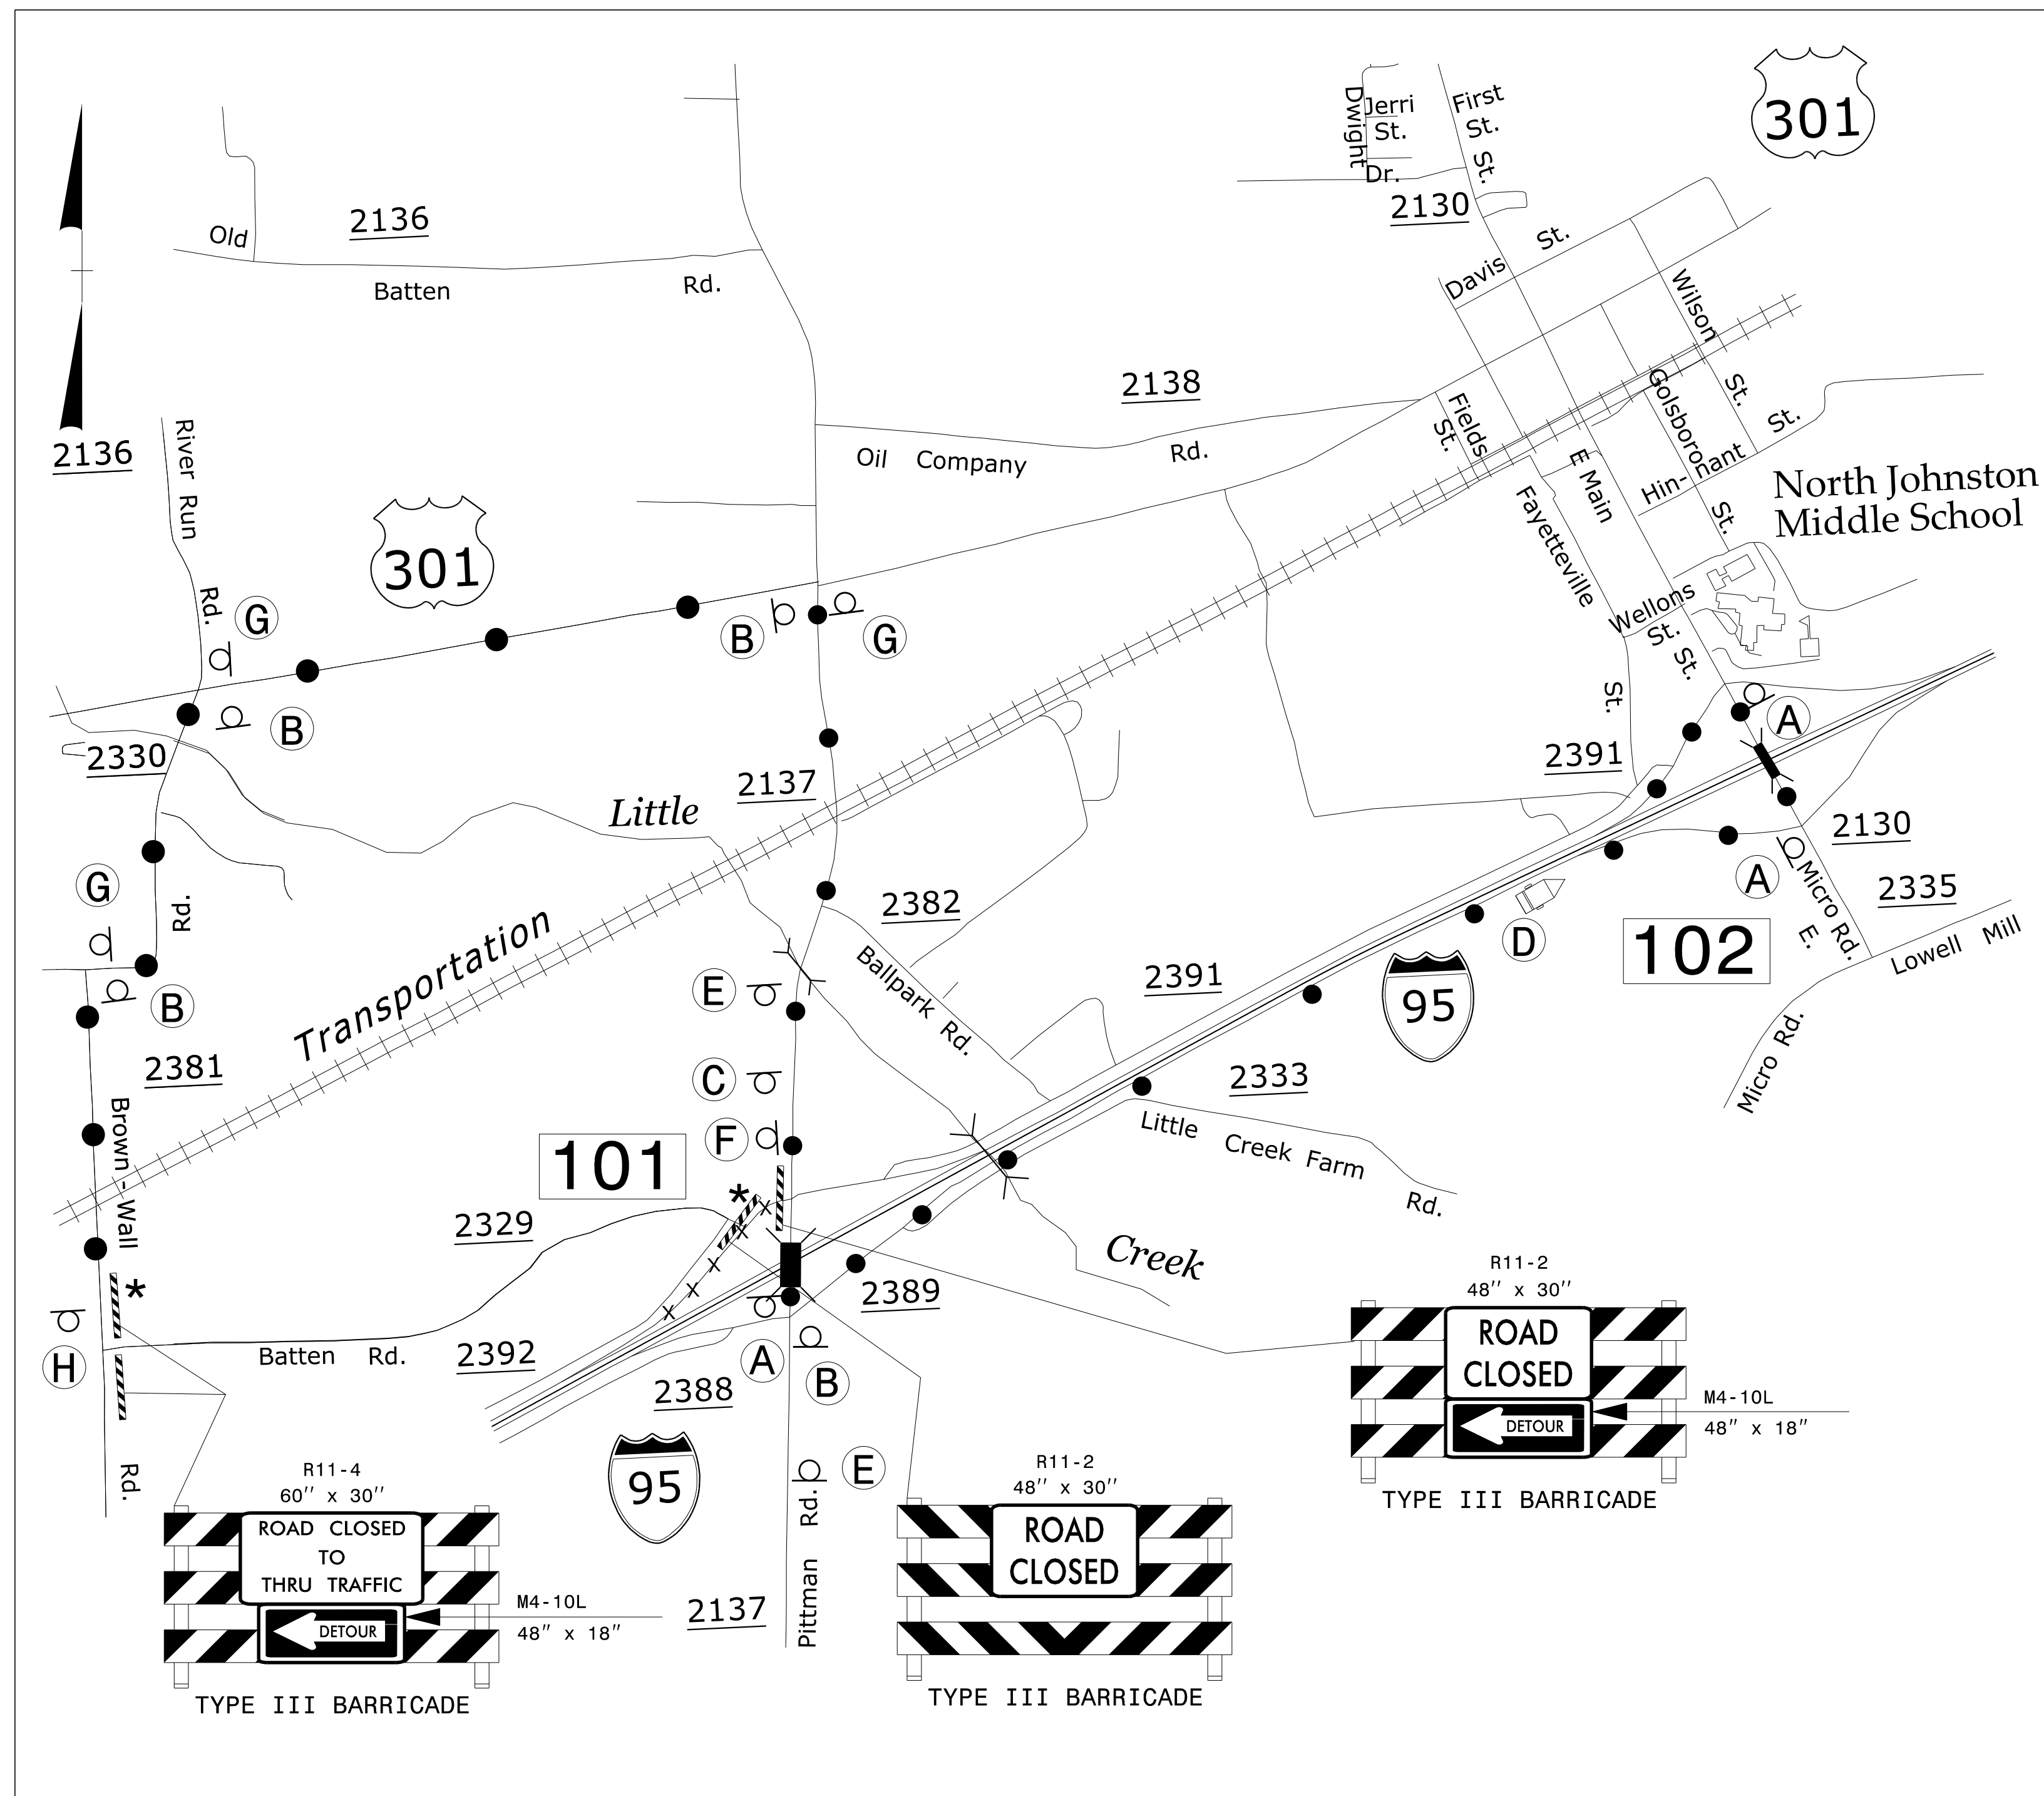 301
Dwight
Dr.
Jerri
St.
First
St.
St.
2130
Old
2136
Batten Rd.
Davis St.
Wilson
St.
2138
Oil Company Rd.
Fields
St.
Golsboro
St.
Hin-nant St.
E Main
St.
Fayetteville
St.
North Johnston
Middle School
2136
River Run
Rd.
301
G
B
G
B
2330
Wellons
St.
A
2391
2137
Little
2130
G
Rd.
2382
A
2335
Micro Rd.
E.
Lowell Mill
Transportation
E
Ballpark Rd.
D
102
B
2391
95
2381
C
2333
Micro Rd.
Brown-Wall
Rd.
F
101
Little Creek Farm
Rd.
*
2329
Creek
*
2389
H
Batten Rd.
2392
A
B
2388
95
E
2137
Pittman Rd.
R11-2
48" x 30"
ROAD
CLOSED
DETOUR
M4-10L
48" x 18"
TYPE III BARRICADE
R11-4
60" x 30"
ROAD CLOSED
TO
THRU TRAFFIC
DETOUR
M4-10L
48" x 18"
TYPE III BARRICADE
R11-2
48" x 30"
ROAD
CLOSED
TYPE III BARRICADE